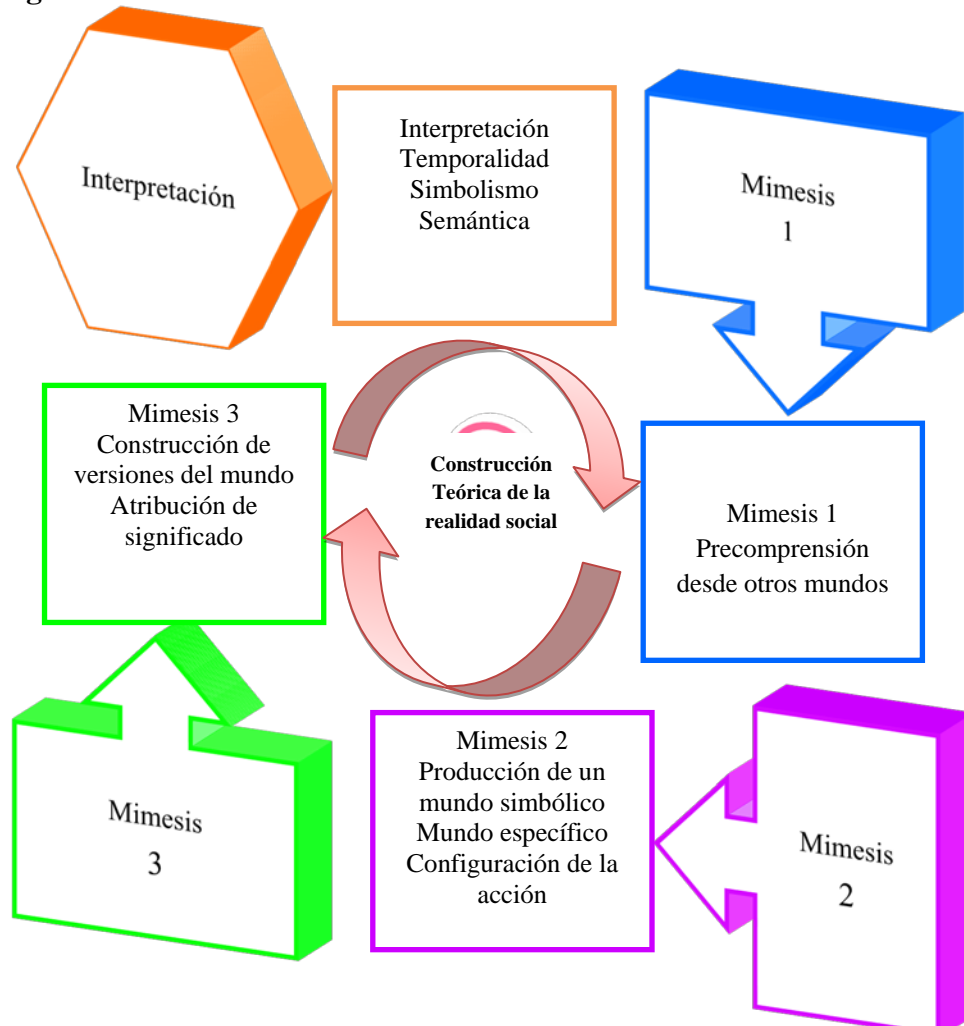 Interpretación
Interpretación
Temporalidad
Simbolismo
Semántica
Mimesis
1
Mimesis 3
Construcción de
versiones del mundo
Atribución de
significado
Construcción
Teórica de la
realidad social
Mimesis 1
Precomprensión
desde otros mundos
Mimesis
3
Mimesis 2
Producción de un
mundo simbólico
Mundo específico
Configuración de la
acción
Mimesis
2